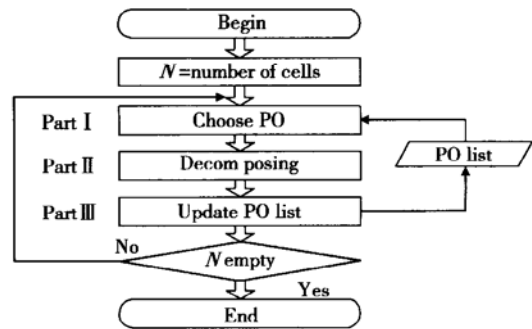 Begin
N=number of cells
Part Ⅰ
Choose PO
PO list
Part Ⅱ
Decom posing
Part Ⅲ
Update PO list
No
N empty
Yes
End